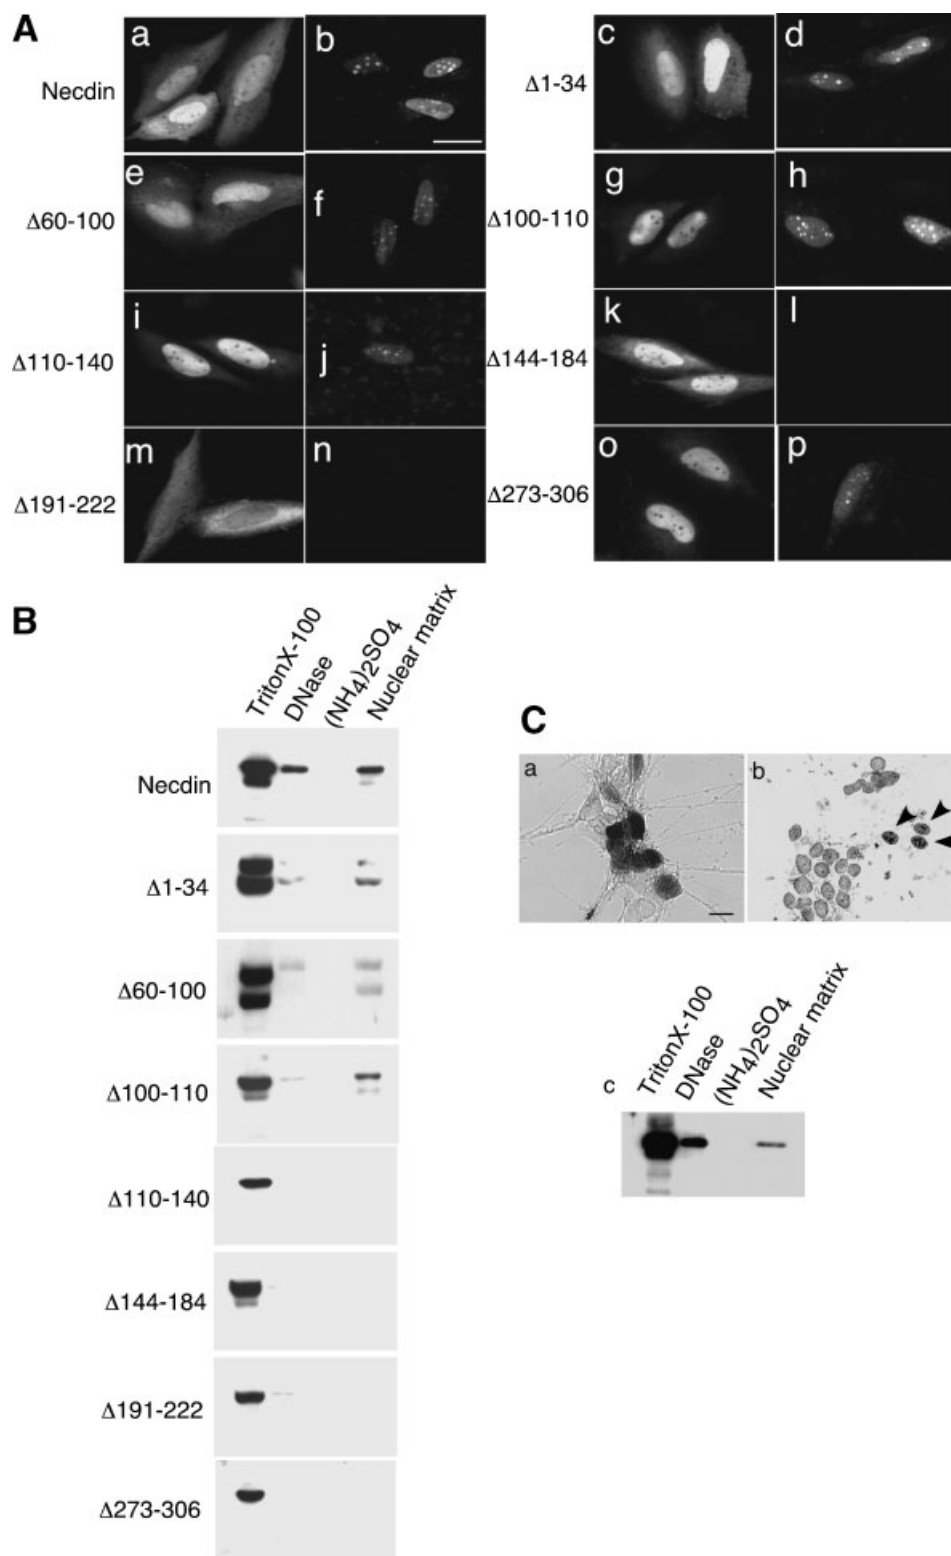 A
a
b
c
d
Necdin
Δ1-34
e
f
g
h
Δ60-100
Δ100-110
i
j
k
l
Δ110-140
Δ144-184
m
n
o
p
Δ191-222
Δ273-306
B
TritonX-100
DNase
(NH4)2SO4
Nuclear matrix
Necdin
Δ1-34
Δ60-100
Δ100-110
Δ110-140
Δ144-184
Δ191-222
Δ273-306
C
a
b
c
TritonX-100
DNase
(NH4)2SO4
Nuclear matrix